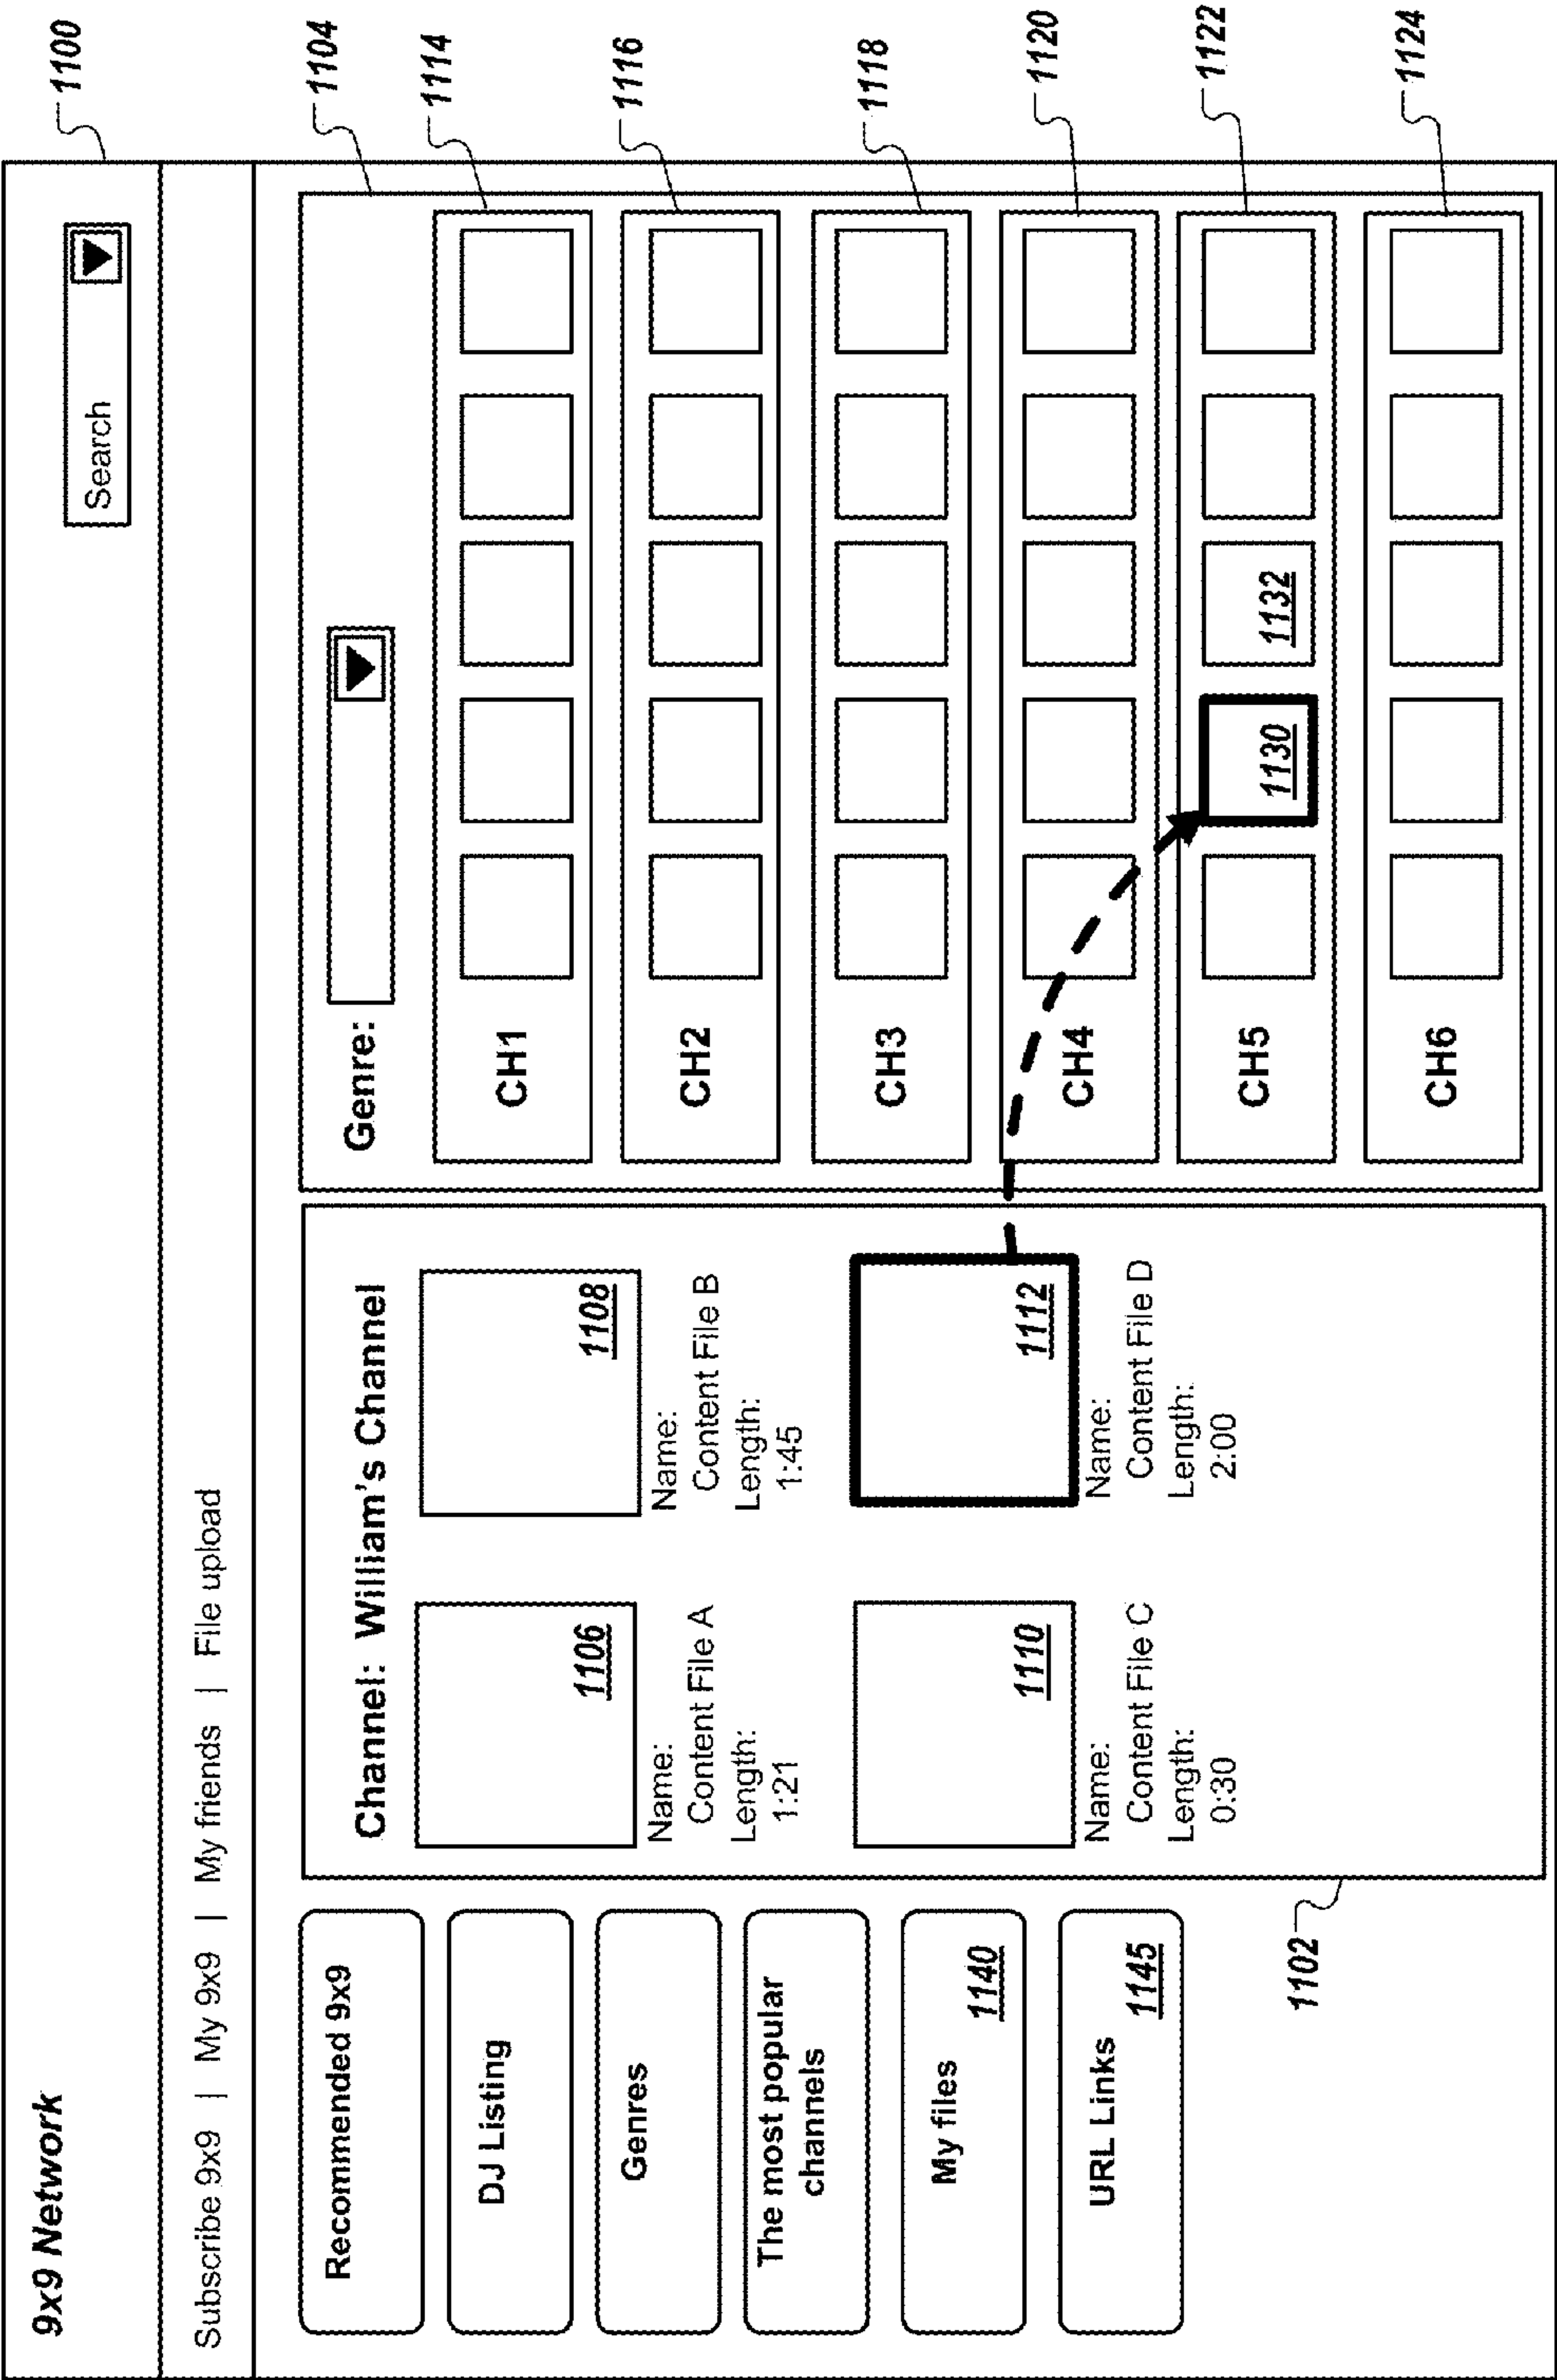 9x9 Network
Search
1100
Subscribe 9x9 | My 9x9 | My friends | File upload
Recommended 9x9
DJ Listing
Genres
The most popular
channels
My files
1140
URL Links
1145
1102
Channel: William's Channel
1106
Name:
Content File A
Length:
1:21
1108
Name:
Content File B
Length:
1:45
1110
Name:
Content File C
Length:
0:30
1112
Name:
Content File D
Length:
2:00
1104
Genre:
CH1
1114
CH2
1116
CH3
1118
CH4
1120
CH5
1130
1132
1122
CH6
1124